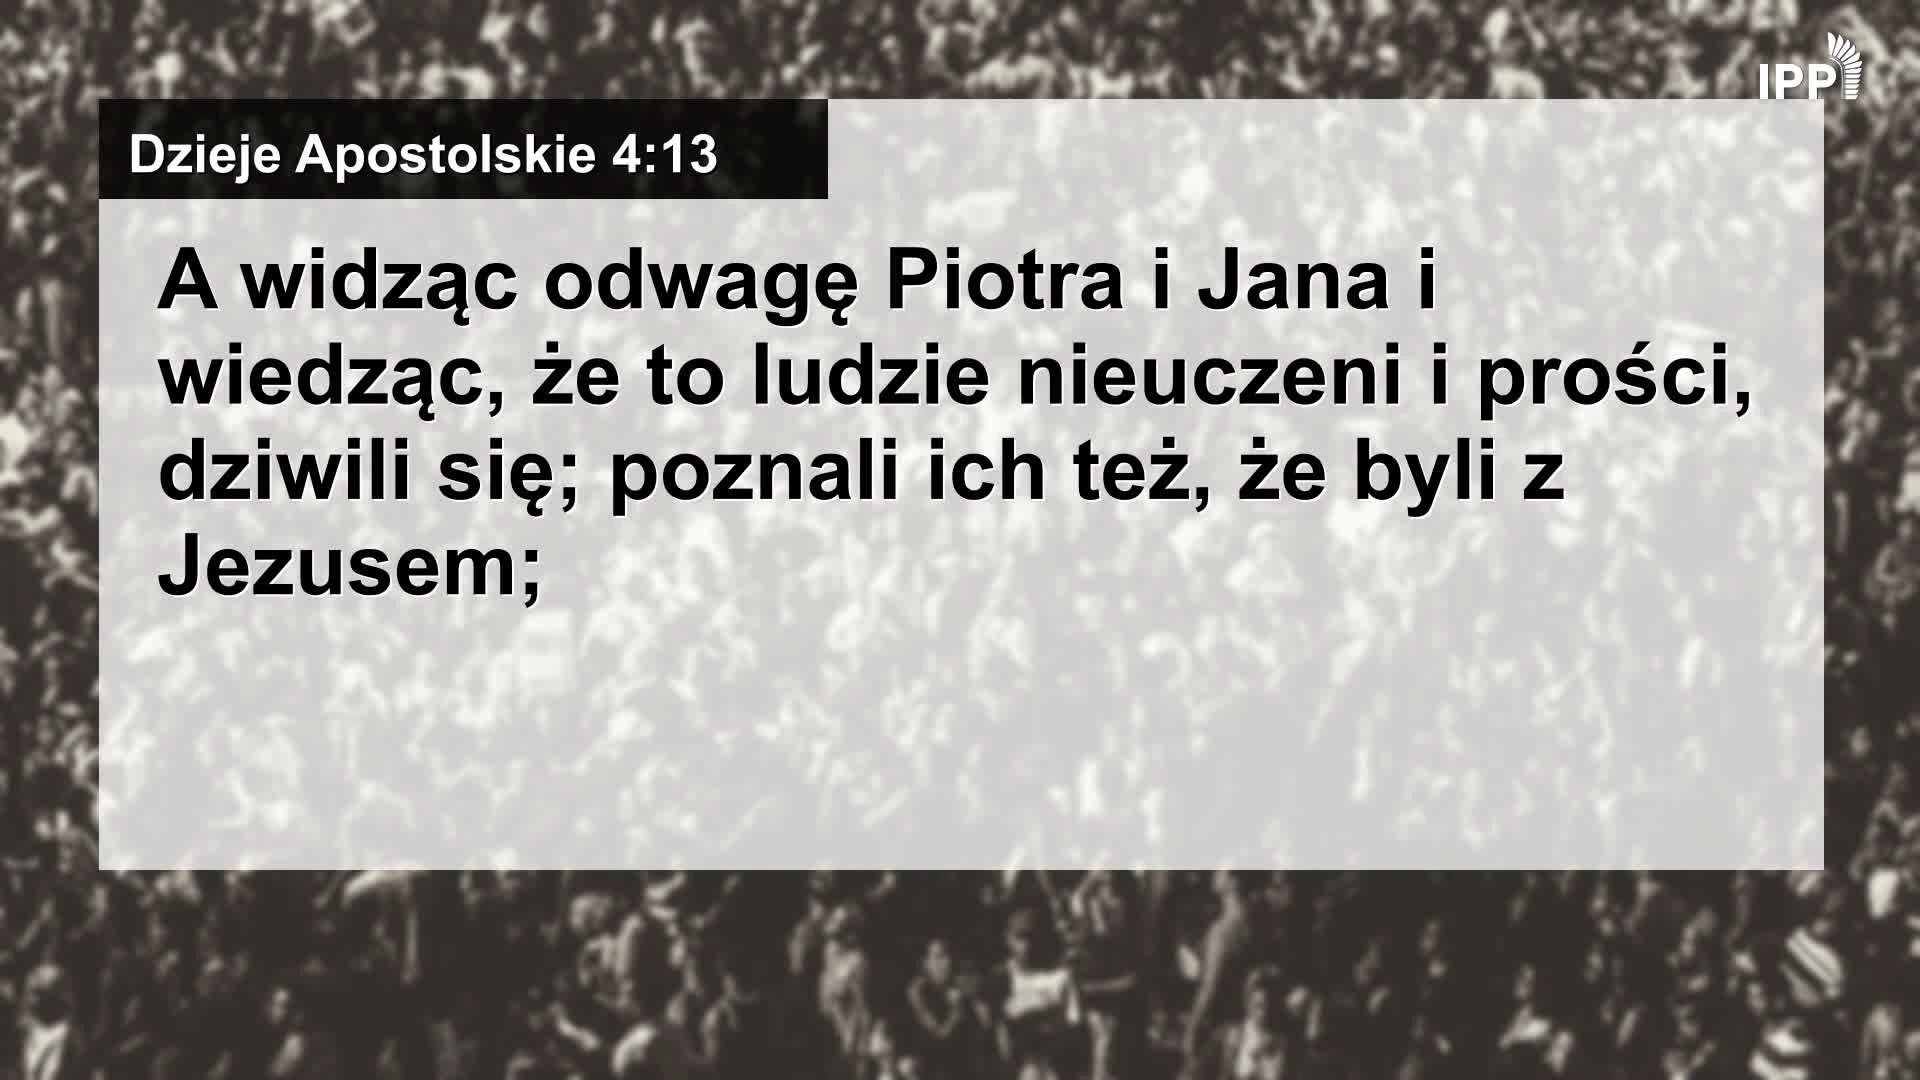 IPP
Dzieje Apostolskie 4:13
A widząc odwagę Piotra i Jana i
wiedząc, że to ludzie nieuczeni i prości,
dziwili się; poznali ich też, że byli z
Jezusem;